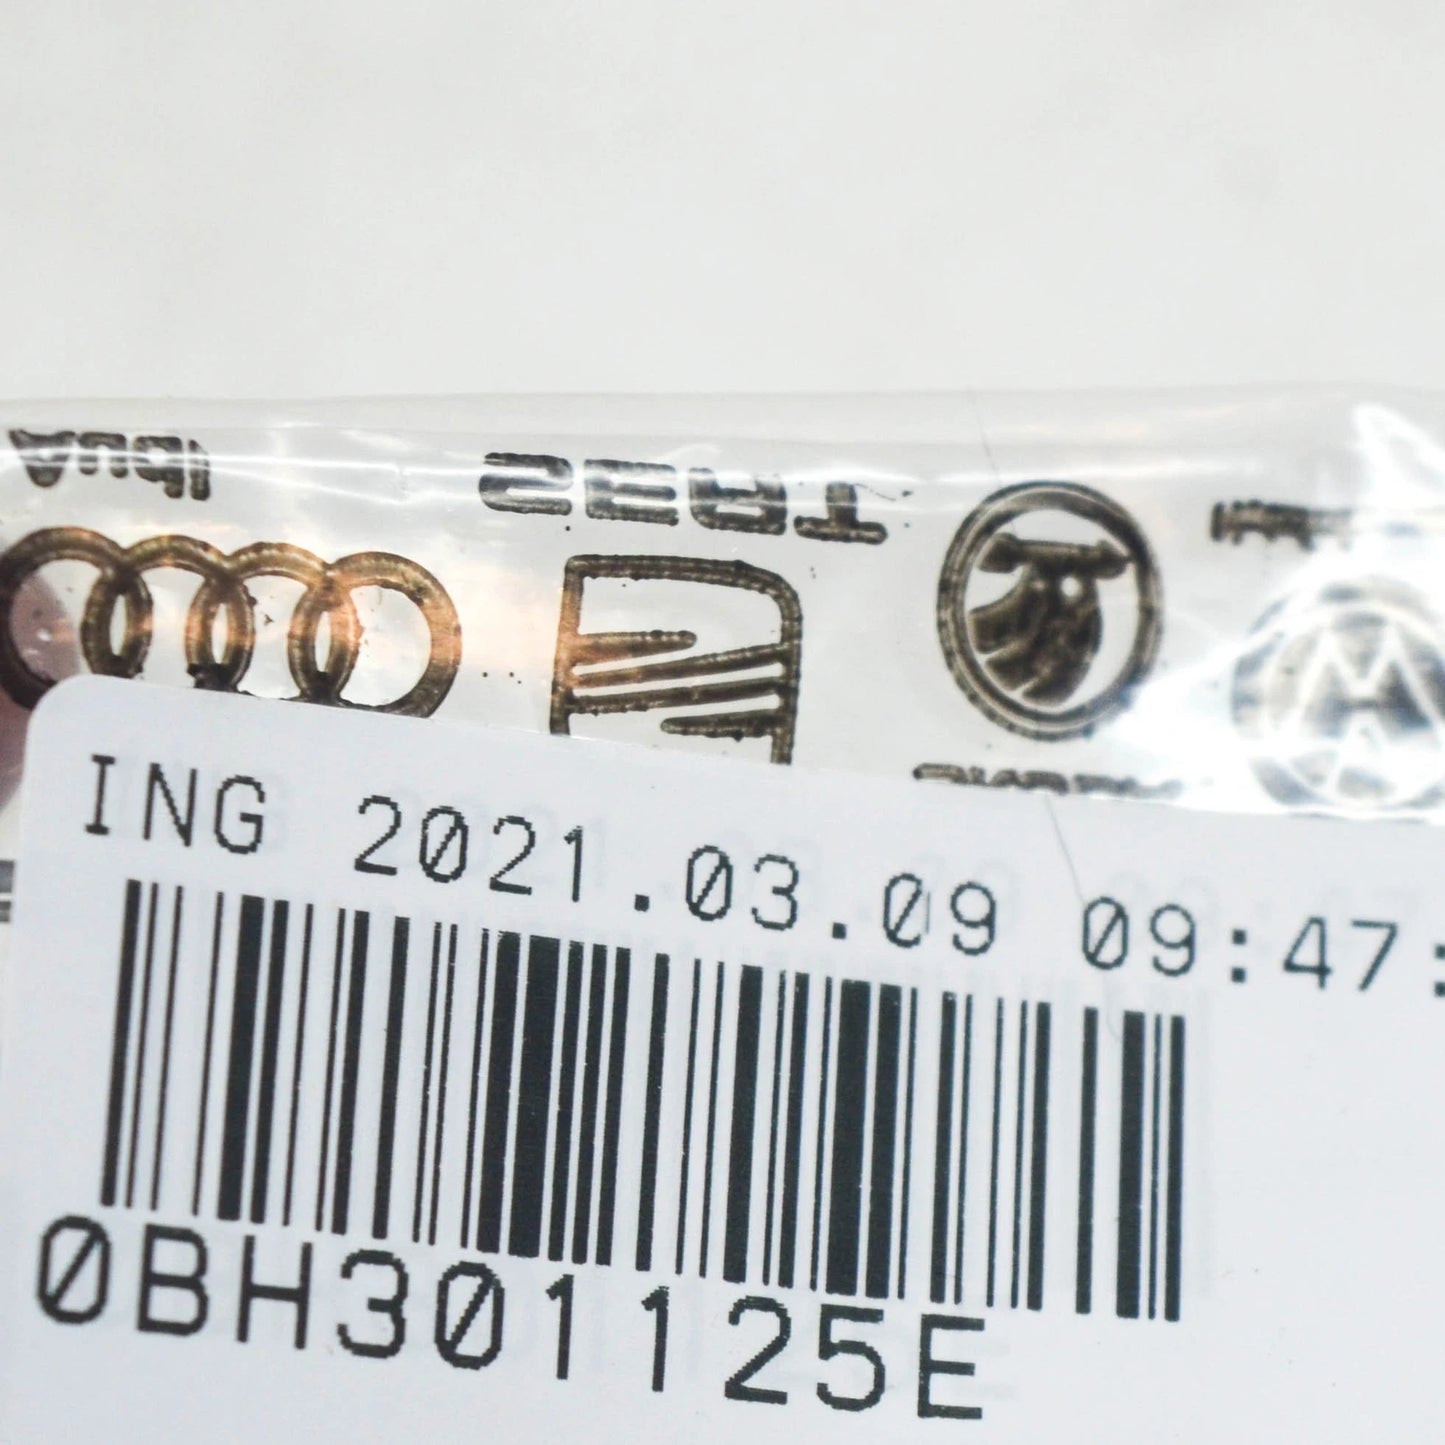 Audi
SEAT
ING 2021.03.09 09:47:
0BH301125E